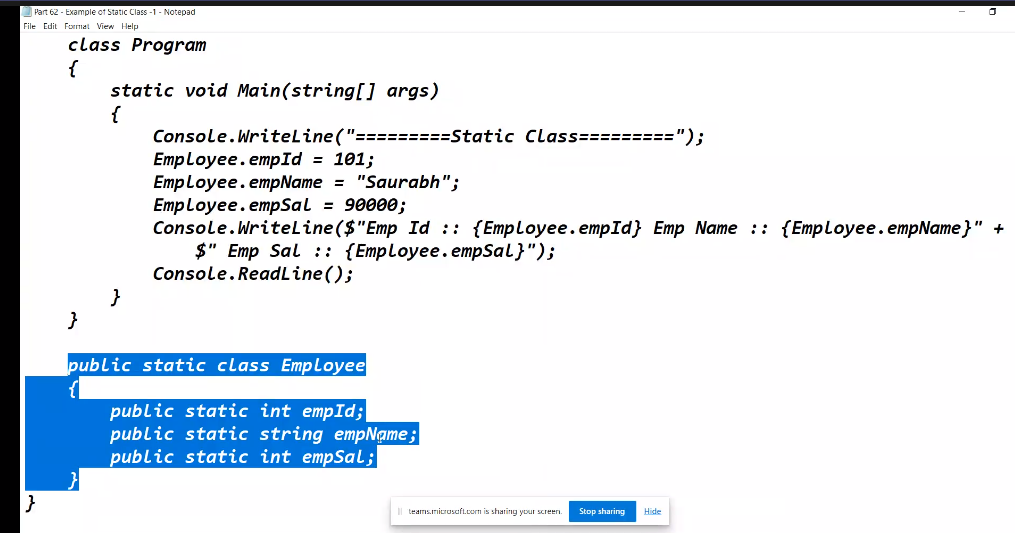 Part 62 - Example of Static Class -1 - Notepad
File Edit Format View Help
class Program
{
static void Main(string[] args)
{
Console.WriteLine("=========Static Class=========");
Employee.empId = 101;
Employee.empName = "Saurabh";
Employee.empSal = 90000;
Console.WriteLine($"Emp Id :: {Employee.empId} Emp Name :: {Employee.empName}" +
$" Emp Sal :: {Employee.empSal}");
Console.ReadLine();
}
}
public static class Employee
{
public static int empId;
public static string empName;
public static int empSal;
}
}
teams.microsoft.com is sharing your screen. Stop sharing Hide